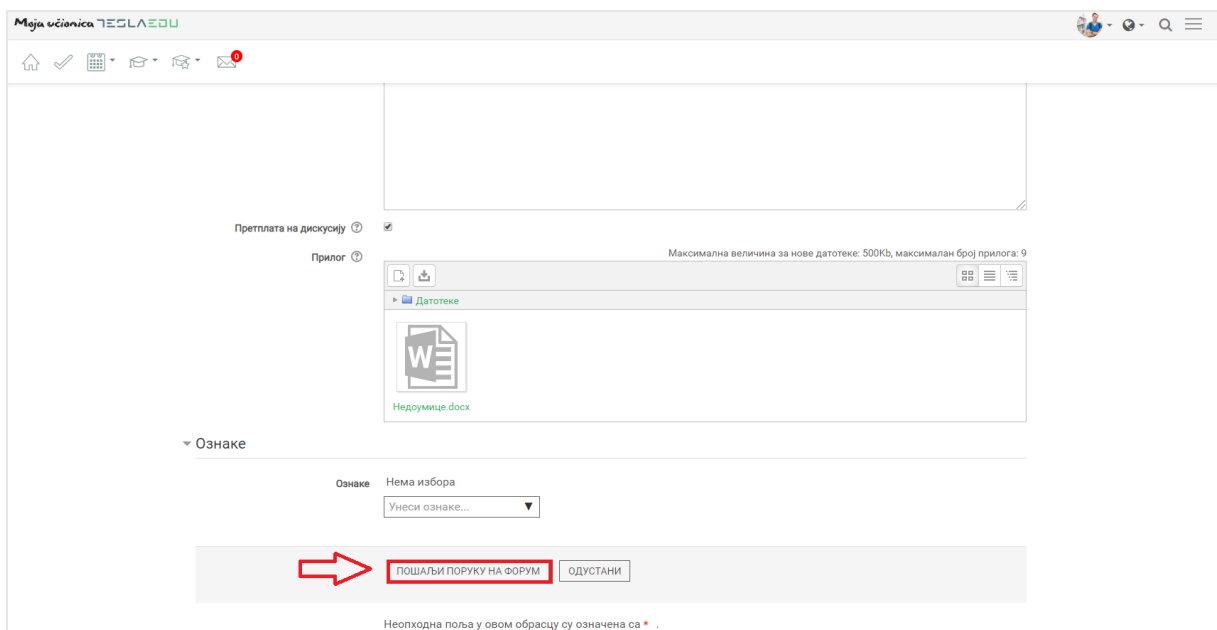 Moja učionica TESLAEDU
0
Претплата на дискусију
Прилог
Максимална величина за нове датотеке: 500Kb, максималан број прилога: 9
Датотеке
W
Недоумице.docx
Ознаке
Ознаке Нема избора
Унеси ознаке...
ПОШАЉИ ПОРУКУ НА ФОРУМ ОДУСТАНИ
Неопходна поља у овом обрасцу су означена са * .